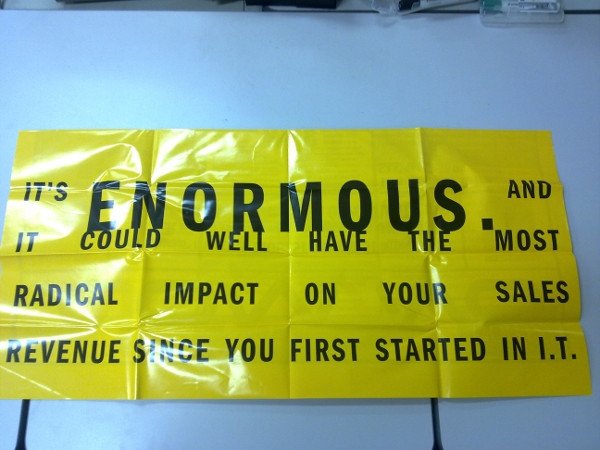 IT'S ENORMOUS. AND
IT COULD WELL HAVE THE MOST
RADICAL IMPACT ON YOUR SALES
REVENUE SINCE YOU FIRST STARTED IN I.T.